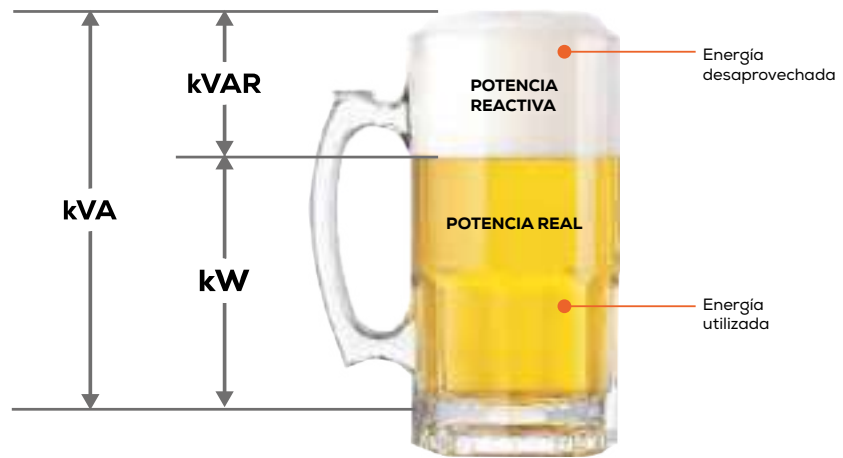 kVAR
kVA
kW
POTENCIA
REACTIVA
POTENCIA REAL
Energía
desaprovechada
Energía
utilizada